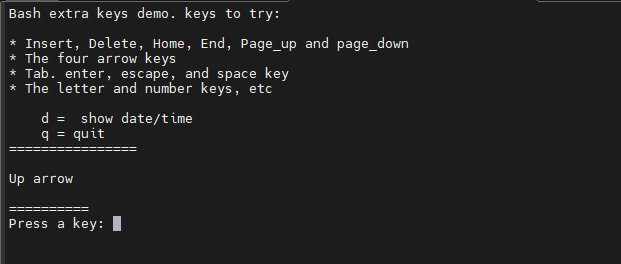 Bash extra keys demo. keys to try:
* Insert, Delete, Home, End, Page_up and page_down
* The four arrow keys
* Tab. enter, escape, and space key
* The letter and number keys, etc
d =  show date/time
q = quit
================
Up arrow
==========
Press a key: